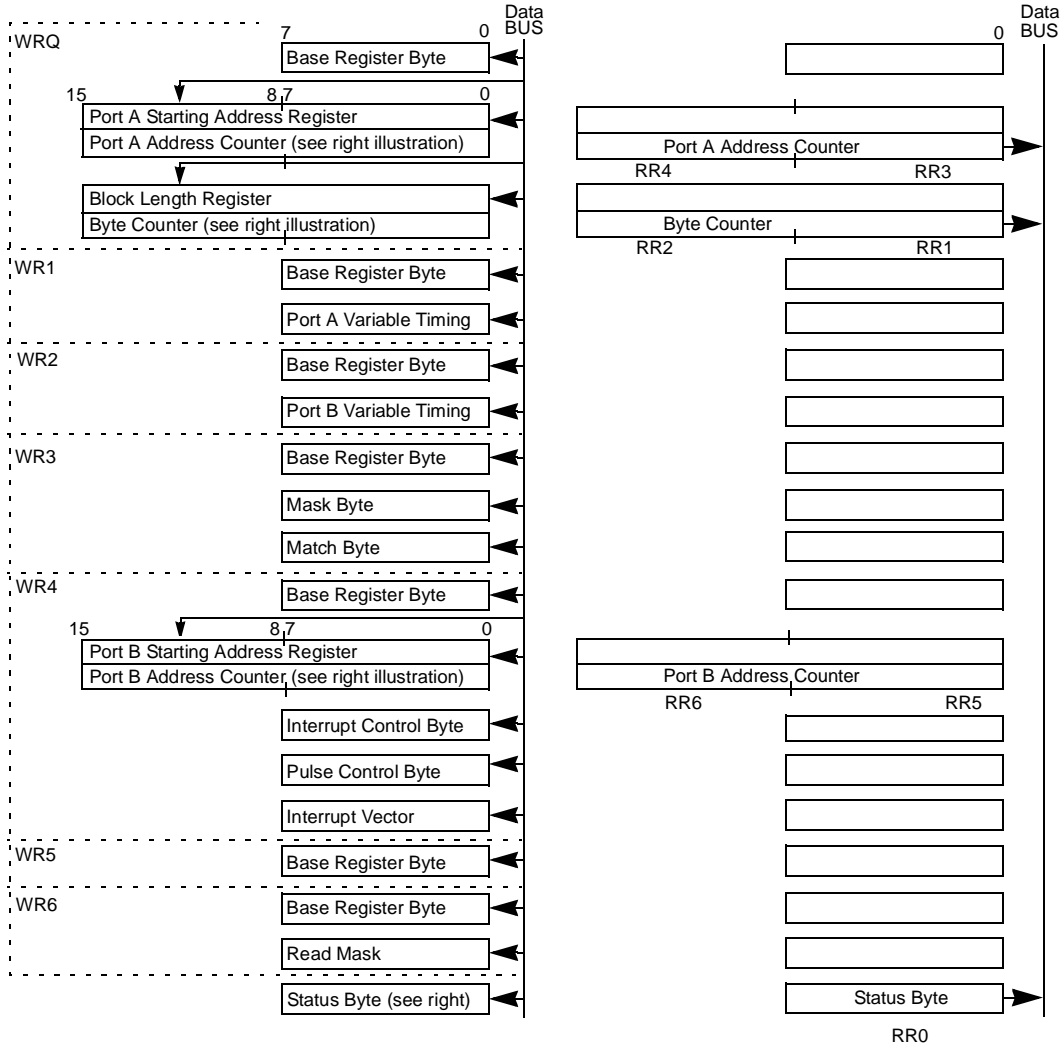 Data
BUS
Data
BUS
WRQ
7 0
0
Base Register Byte
15 8 7 0
Port A Starting Address Register
Port A Address Counter (see right illustration)
Port A Address Counter
RR4 RR3
Block Length Register
Byte Counter (see right illustration)
Byte Counter
RR2 RR1
WR1
Base Register Byte
Port A Variable Timing
WR2
Base Register Byte
Port B Variable Timing
WR3
Base Register Byte
Mask Byte
Match Byte
WR4
Base Register Byte
15 8 7 0
Port B Starting Address Register
Port B Address Counter (see right illustration)
Port B Address Counter
RR6 RR5
Interrupt Control Byte
Pulse Control Byte
Interrupt Vector
WR5
Base Register Byte
WR6
Base Register Byte
Read Mask
Status Byte (see right)
Status Byte
RR0